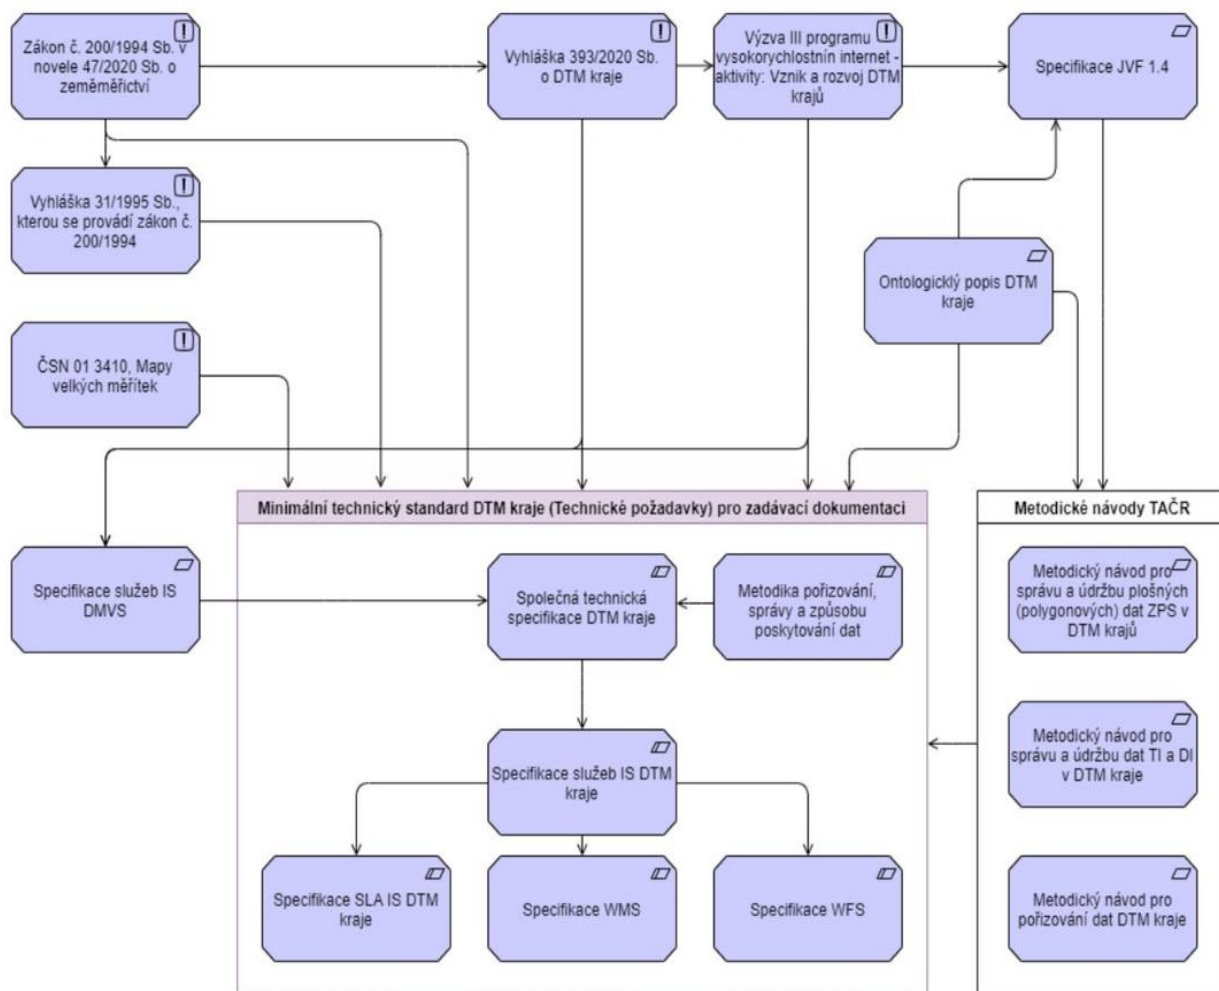 Zákon č. 200/1994 Sb. v
novele 47/2020 Sb. o
zeměměřictví
Vyhláška 393/2020 Sb.
o DTM kraje
Výzva III programu
vysokorychlostnín internet -
aktivity: Vznik a rozvoj DTM
krajů
Specifikace JVF 1.4
Vyhláška 31/1995 Sb.,
kterou se provádí zákon č.
200/1994
Ontologicklý popis DTM
kraje
ČSN 01 3410, Mapy
velkých měřítek
Minimální technický standard DTM kraje (Technické požadavky) pro zadávací dokumentaci
Metodické návody TAČR
Specifikace služeb IS
DMVS
Společná technická
specifikace DTM kraje
Metodika pořizování,
správy a způsobu
poskytování dat
Metodický návod pro
správu a údržbu plošných
(polygonových) dat ZPS v
DTM krajů
Specifikace služeb IS DTM
kraje
Metodický návod pro
správu a údržbu dat TI a DI
v DTM kraje
Specifikace SLA IS DTM
kraje
Specifikace WMS
Specifikace WFS
Metodický návod pro
pořizování dat DTM kraje